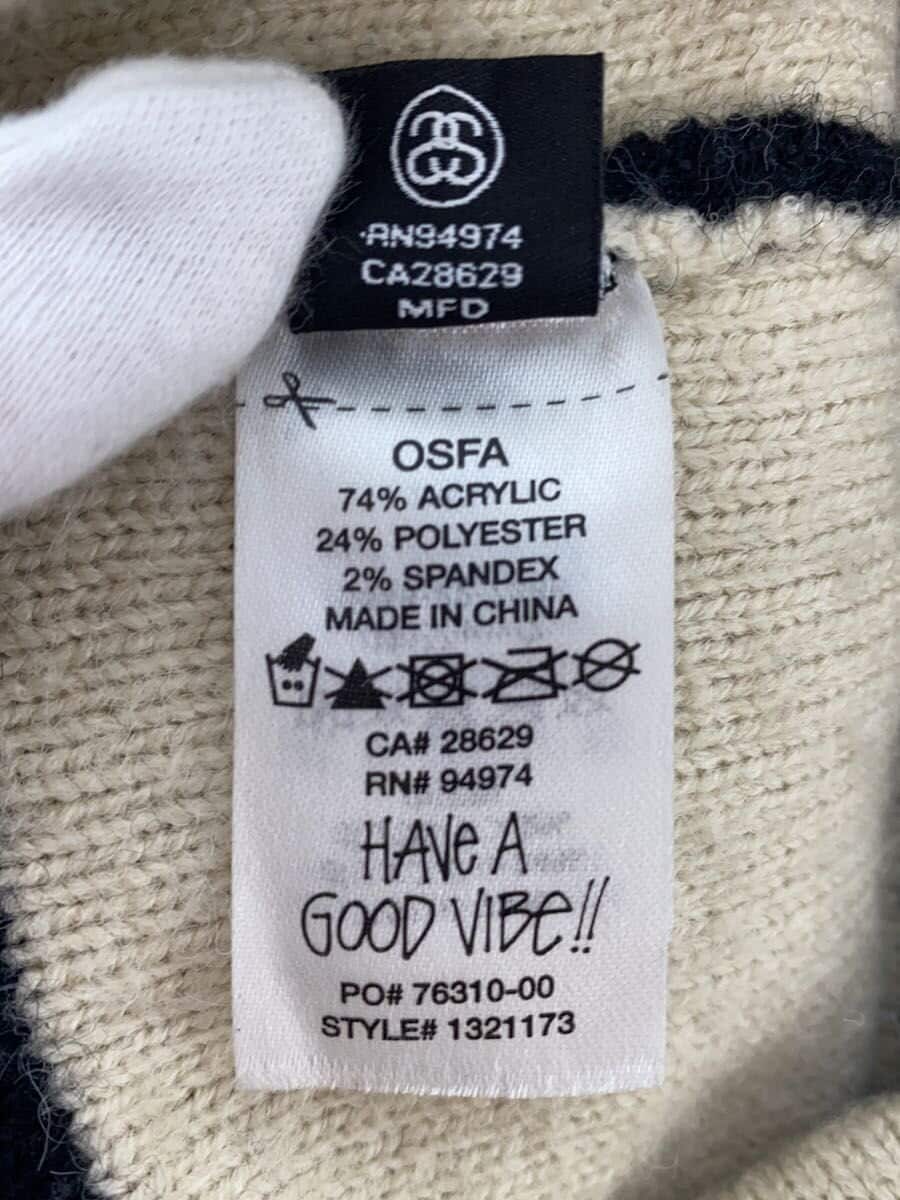 RN94974
CA28629
MFD
OSFA
74% ACRYLIC
24% POLYESTER
2% SPANDEX
MADE IN CHINA
CA# 28629
RN# 94974
HAVE A
GOOD VIBE!!
PO# 76310-00
STYLE# 1321173